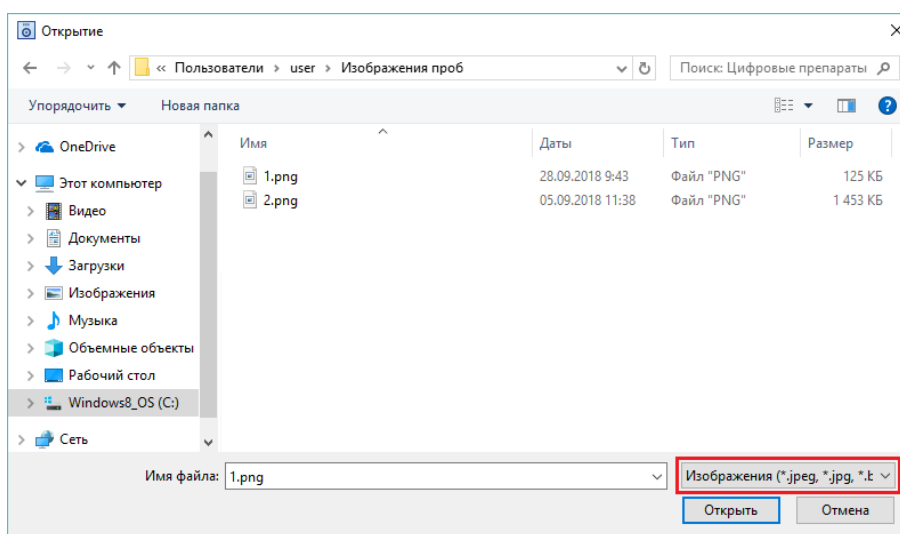 Открытие
« Пользователи › user › Изображения проб
Поиск: Цифровые препараты
Упорядочить Новая папка
OneDrive
Этот компьютер
Видео
Документы
Загрузки
Изображения
Музыка
Объемные объекты
Рабочий стол
Windows8_OS (C:)
Сеть
Имя Даты Тип Размер
1.png 28.09.2018 9:43 Файл "PNG" 125 КБ
2.png 05.09.2018 11:38 Файл "PNG" 1 453 КБ
Имя файла: 1.png Изображения (*.jpeg, *.jpg, *.b
Открыть Отмена